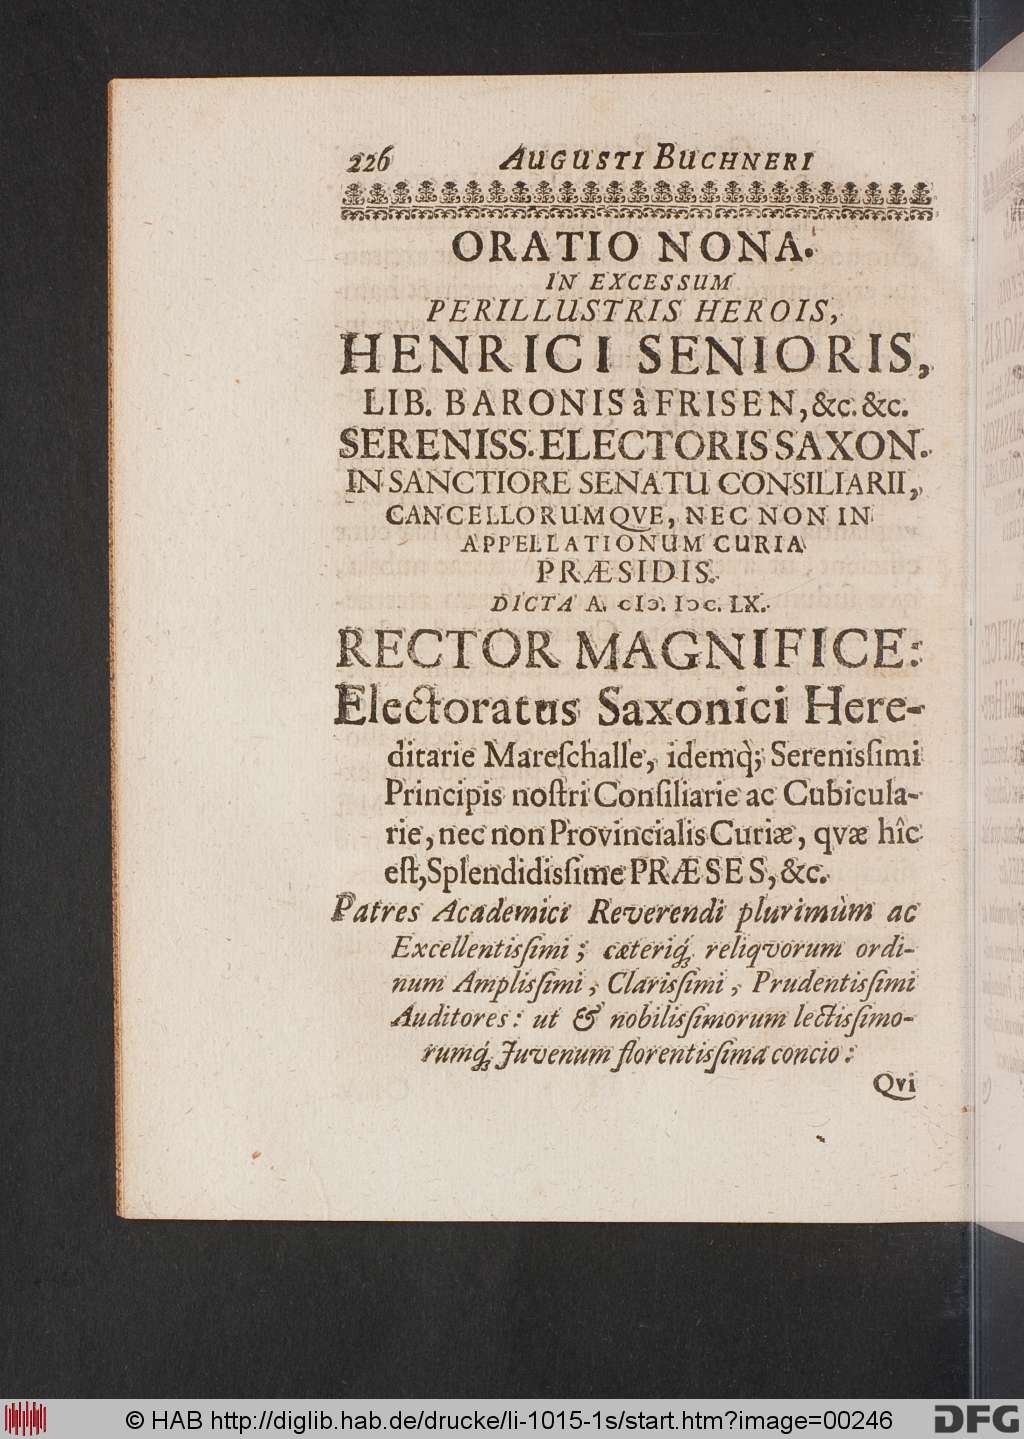 226 AUGUSTI BUCHNERI
ORATIO NONA.
IN EXCESSUM
PERILLUSTRIS HEROIS,
HENRICI SENIORIS,
LIB. BARONIS à FRISEN, &c. &c.
SERENISS. ELECTORIS SAXON.
IN SANCTIORE SENATU CONSILIARII,
CANCELLORUMQVE, NEC NON IN
APPELLATIONUM CURIA
PRÆSIDIS.
DICTA A. cIↃ. IↃc. LX.
RECTOR MAGNIFICE:
Electoratus Saxonici Here-
ditarie Mareſchalle, idemq̀; Serenisſimi
Principis noſtri Conſiliarie ac Cubicula-
rie, nec non Provincialis Curiæ, qvæ hîc
eſt, Splendidisſime PRÆSES, &c.
Patres Academici Reverendi plurimùm ac
Excellentisſimi; cæteriq́; reliqvorum ordi-
num Amplisſimi, Clarisſimi, Prudentisſimi
Auditores: ut & nobilisſimorum lectisſimo-
rumq́; Juvenum florentisſima concio:
Qvi
© HAB http://diglib.hab.de/drucke/li-1015-1s/start.htm?image=00246
DFG